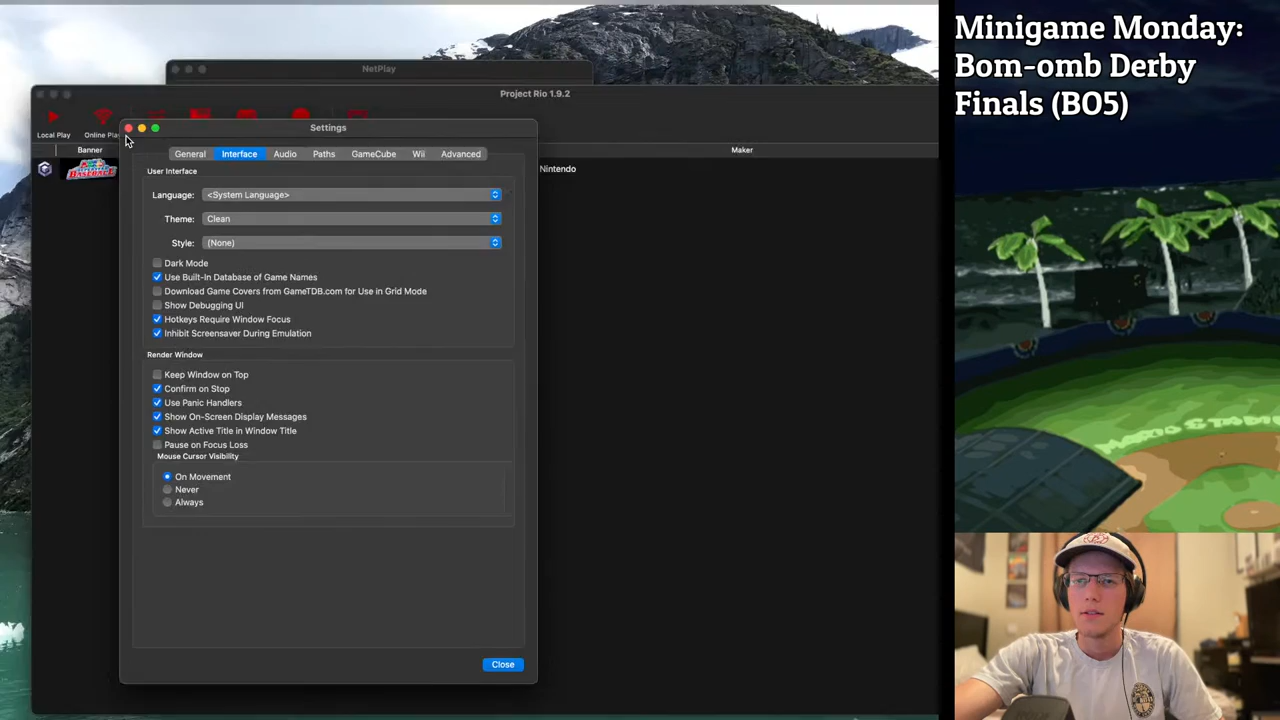 Minigame Monday:
Bom-omb Derby
Finals (BO5)
NetPlay
Project Rio 1.9.2
Local Play
Online Pla
Banner
Maker
Nintendo
Settings
General
Interface
Audio
Paths
GameCube
Wii
Advanced
User Interface
Language:
<System Language>
Theme:
Clean
Style:
(None)
Dark Mode
Use Built-In Database of Game Names
Download Game Covers from GameTDB.com for Use in Grid Mode
Show Debugging UI
Hotkeys Require Window Focus
Inhibit Screensaver During Emulation
Render Window
Keep Window on Top
Confirm on Stop
Use Panic Handlers
Show On-Screen Display Messages
Show Active Title in Window Title
Pause on Focus Loss
Mouse Cursor Visibility
On Movement
Never
Always
Close